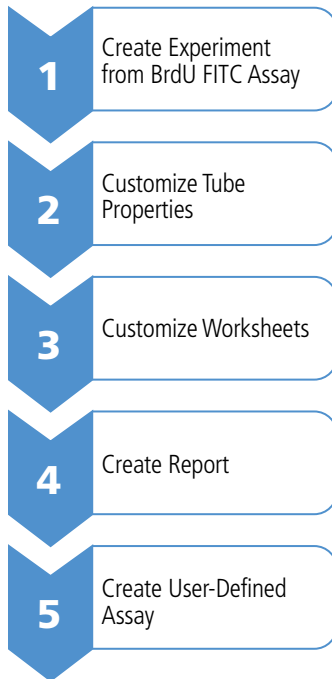 1
Create Experiment
from BrdU FITC Assay
2
Customize Tube
Properties
3
Customize Worksheets
4
Create Report
5
Create User-Defined
Assay